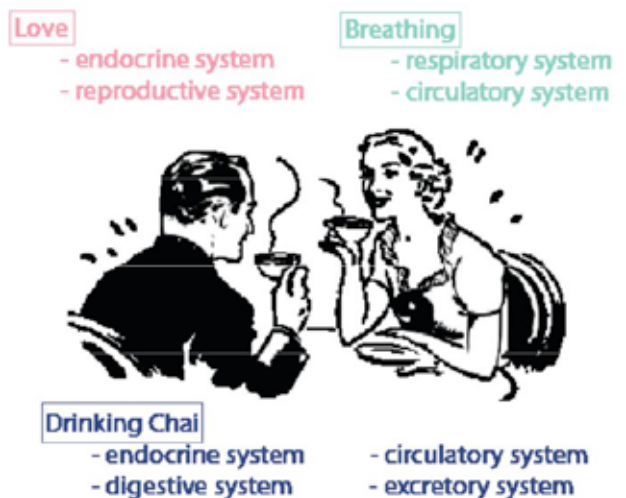 Love
- endocrine system
- reproductive system
Breathing
- respiratory system
- circulatory system
Drinking Chai
- endocrine system
- digestive system
- circulatory system
- excretory system